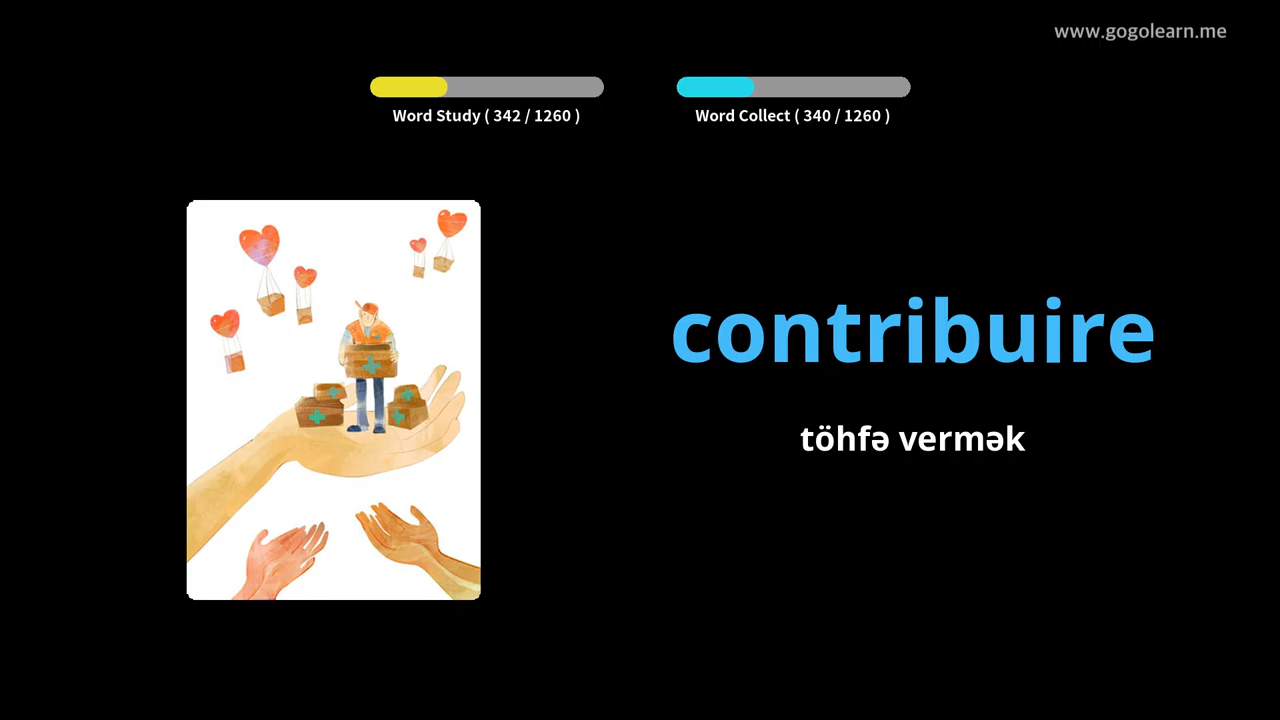 www.gogolearn.me
Word Study ( 342 / 1260 )
Word Collect ( 340 / 1260 )
contribuire
töhfə vermək